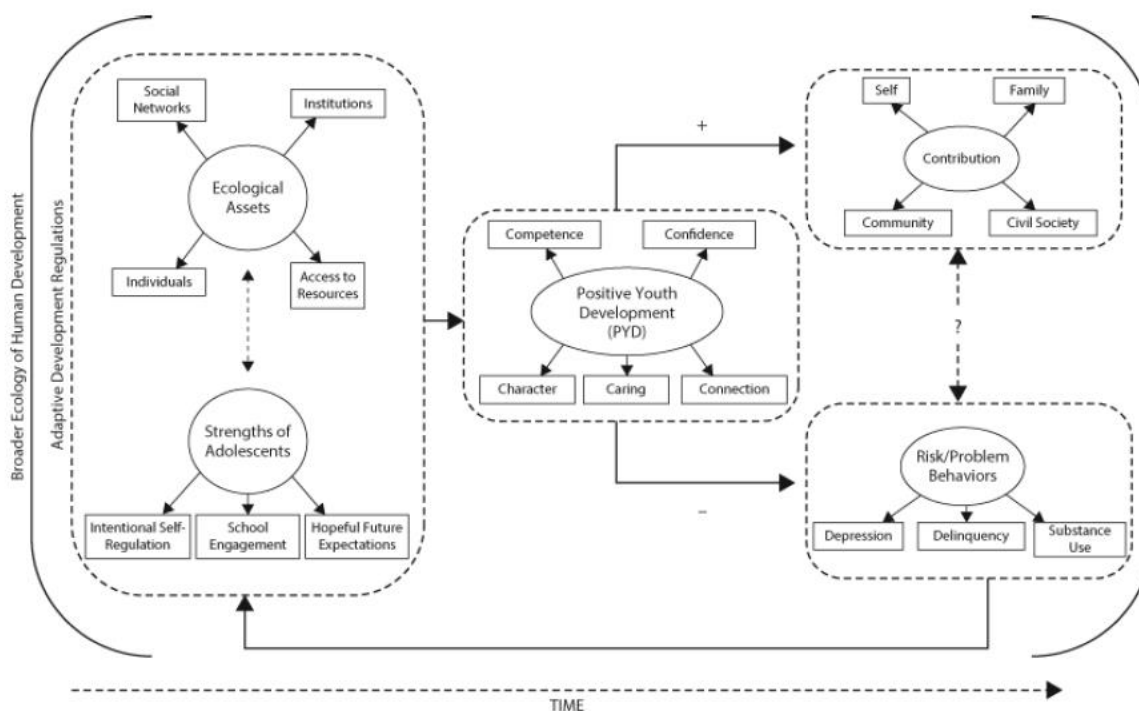 Broader Ecology of Human Development
Adaptive Development Regulations
Social
Networks
Institutions
Ecological
Assets
Individuals
Access to
Resources
Strengths of
Adolescents
Intentional Self-
Regulation
School
Engagement
Hopeful Future
Expectations
Competence
Confidence
Positive Youth
Development
(PYD)
Character
Caring
Connection
+
–
Self
Family
Contribution
Community
Civil Society
?
Risk/Problem
Behaviors
Depression
Delinquency
Substance
Use
TIME